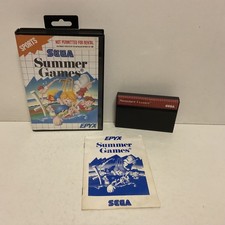 SPORTS
NOT PERMITTED FOR RENTAL
SEGA
Summer
Games
SEGA
EPYX
Summer
Games
SEGA
EPYX